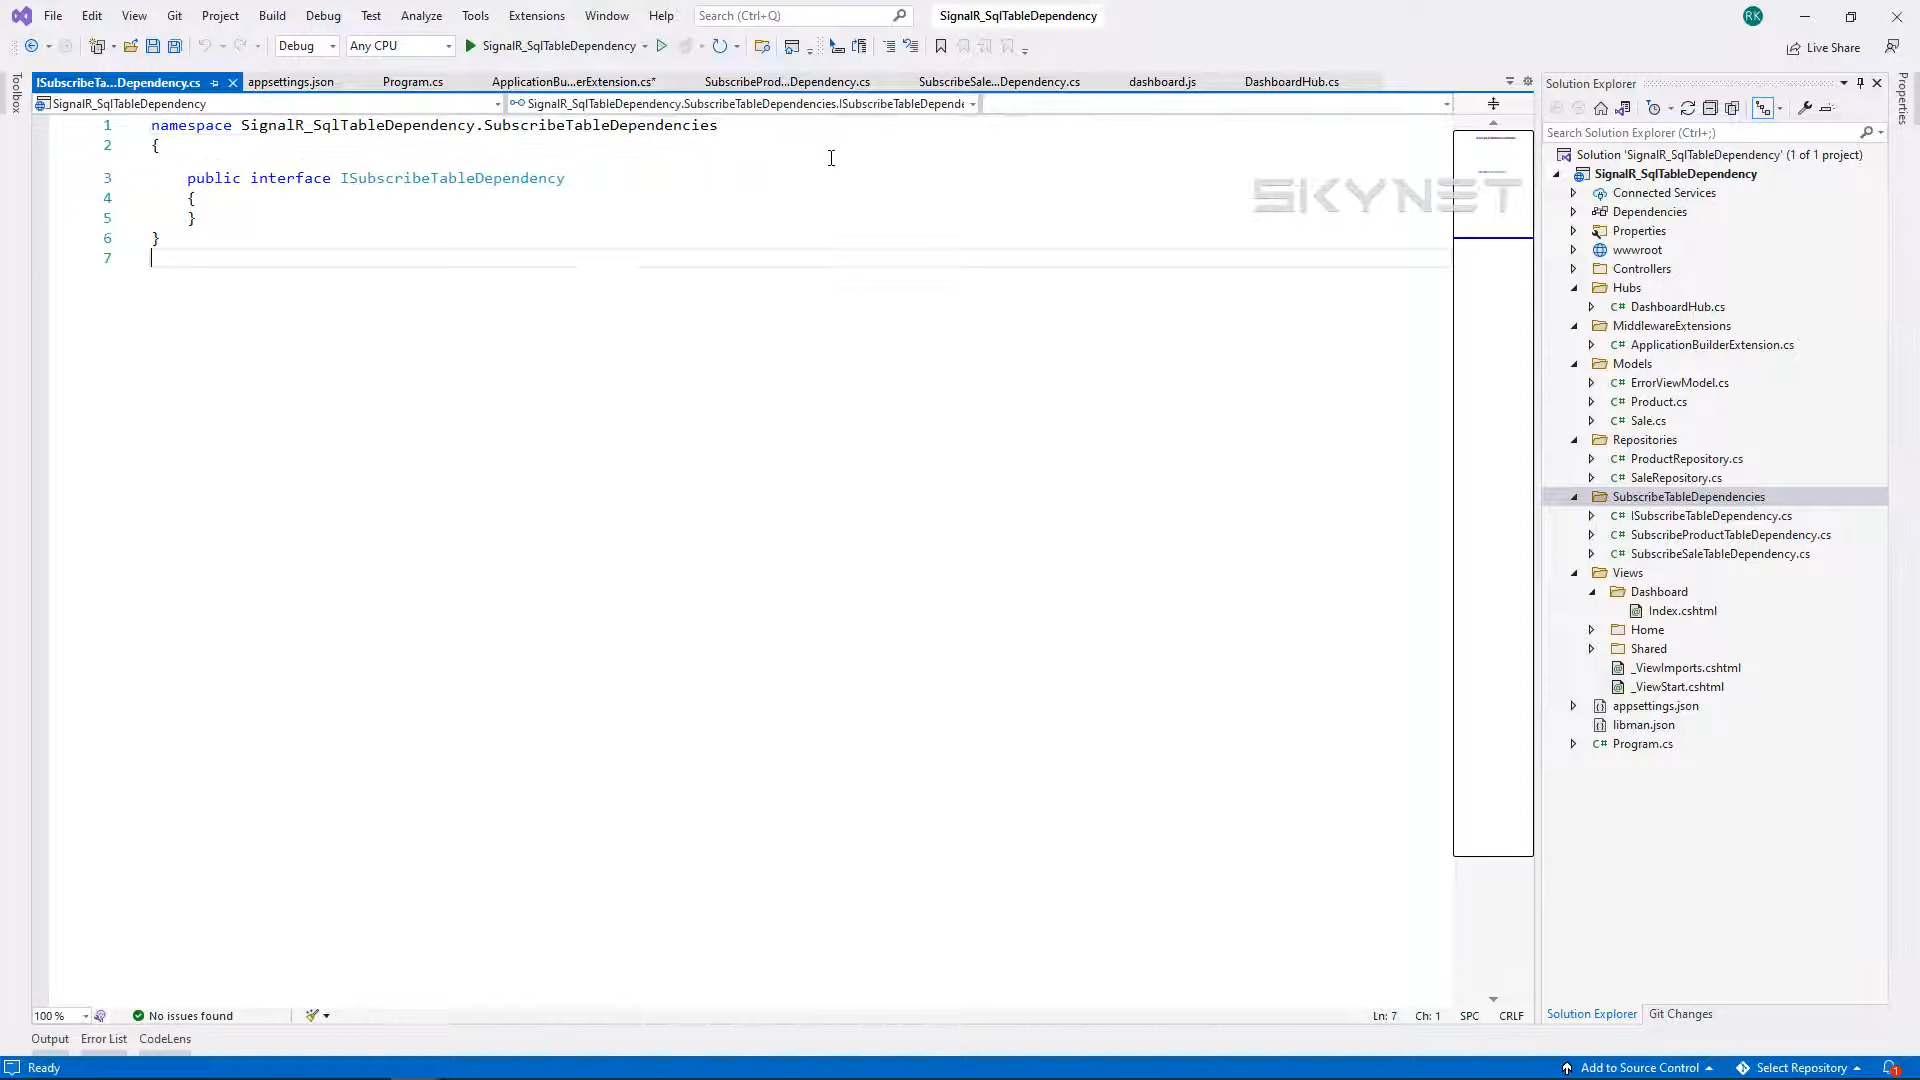 File Edit View Git Project Build Debug Test Analyze Tools Extensions Window Help Search (Ctrl+Q) SignalR_SqlTableDependency RK
Debug Any CPU SignalR_SqlTableDependency Live Share
Toolbox
ISubscribeTa...Dependency.cs appsettings.json Program.cs ApplicationBu...erExtension.cs* SubscribeProd...Dependency.cs SubscribeSale...Dependency.cs dashboard.js DashboardHub.cs
SignalR_SqlTableDependency SignalR_SqlTableDependency.SubscribeTableDependencies.ISubscribeTableDepende
1 namespace SignalR_SqlTableDependency.SubscribeTableDependencies
2 {
3 public interface ISubscribeTableDependency
4 {
5 }
6 }
7
SKYNET
Solution Explorer
Search Solution Explorer (Ctrl+;)
Solution 'SignalR_SqlTableDependency' (1 of 1 project)
SignalR_SqlTableDependency
Connected Services
Dependencies
Properties
wwwroot
Controllers
Hubs
C# DashboardHub.cs
MiddlewareExtensions
C# ApplicationBuilderExtension.cs
Models
C# ErrorViewModel.cs
C# Product.cs
C# Sale.cs
Repositories
C# ProductRepository.cs
C# SaleRepository.cs
SubscribeTableDependencies
C# ISubscribeTableDependency.cs
C# SubscribeProductTableDependency.cs
C# SubscribeSaleTableDependency.cs
Views
Dashboard
Index.cshtml
Home
Shared
_ViewImports.cshtml
_ViewStart.cshtml
appsettings.json
libman.json
C# Program.cs
Solution Explorer Git Changes
Properties
100 % No issues found Ln: 7 Ch: 1 SPC CRLF
Output Error List CodeLens
Ready Add to Source Control Select Repository 1